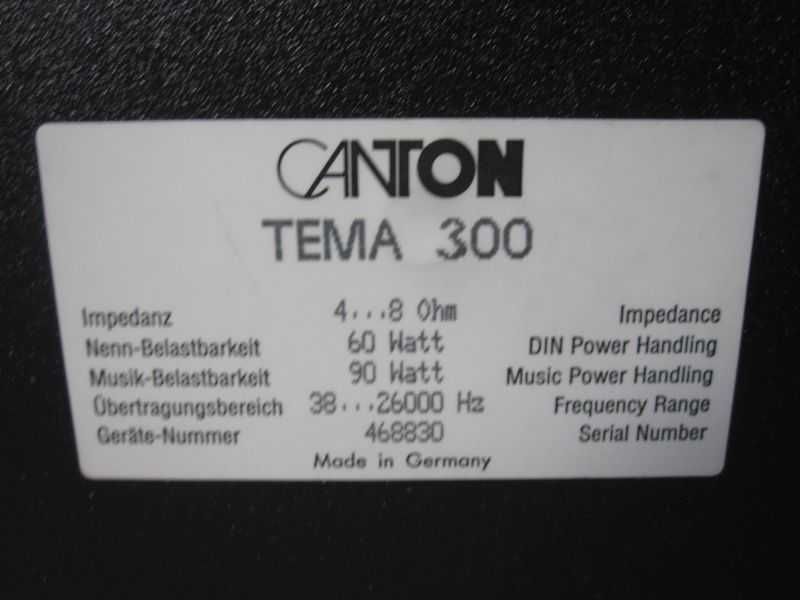 CANTON
TEMA 300
Impedanz 4...8 Ohm Impedance
Nenn-Belastbarkeit 60 Watt DIN Power Handling
Musik-Belastbarkeit 90 Watt Music Power Handling
Übertragungsbereich 38...26000 Hz Frequency Range
Geräte-Nummer 468830 Serial Number
Made in Germany